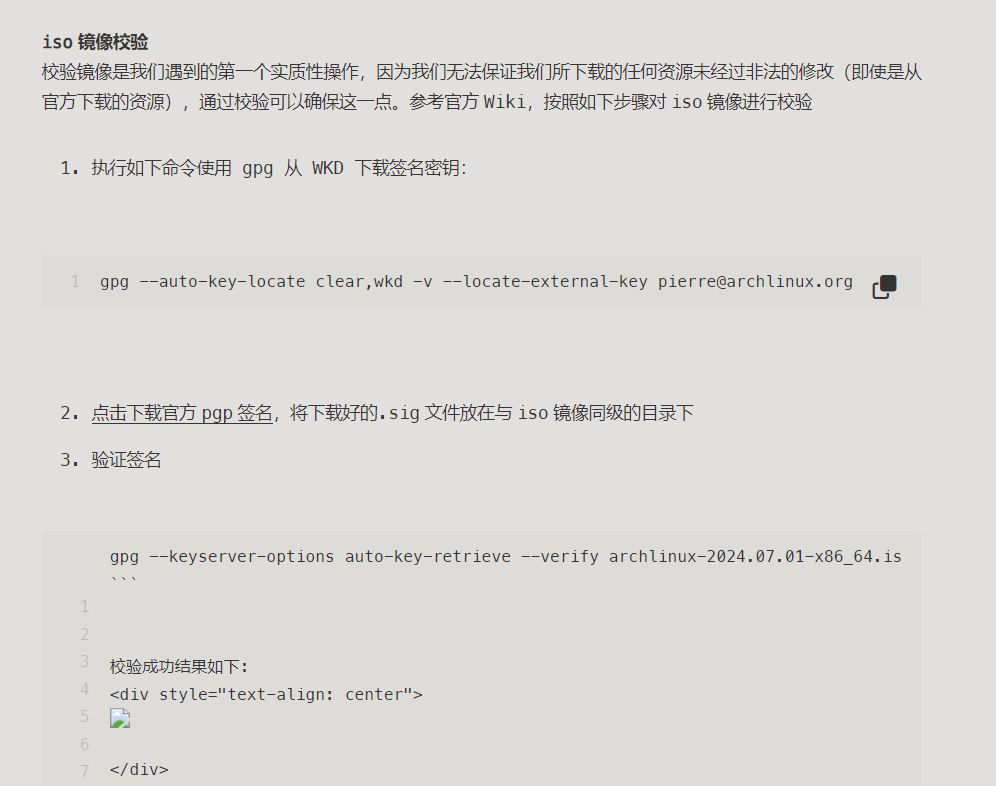 iso 镜像校验
校验镜像是我们遇到的第一个实质性操作，因为我们无法保证我们所下载的任何资源未经过非法的修改（即使是从
官方下载的资源），通过校验可以确保这一点。参考官方 Wiki，按照如下步骤对 iso 镜像进行校验
1. 执行如下命令使用 gpg 从 WKD 下载签名密钥：
1 gpg --auto-key-locate clear,wkd -v --locate-external-key pierre@archlinux.org
2. 点击下载官方 pgp 签名，将下载好的.sig 文件放在与 iso 镜像同级的目录下
3. 验证签名
gpg --keyserver-options auto-key-retrieve --verify archlinux-2024.07.01-x86_64.is
```
1
2
3 校验成功结果如下:
4 <div style="text-align: center">
5
6
7 </div>